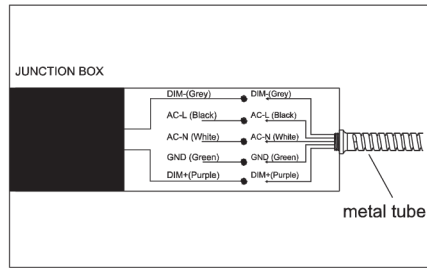 JUNCTION BOX
DIM-(Grey) DIM-(Grey)
AC-L (Black) AC-L (Black)
AC-N (White) AC-N (White)
GND (Green) GND (Green)
DIM+(Purple) DIM+(Purple)
metal tube